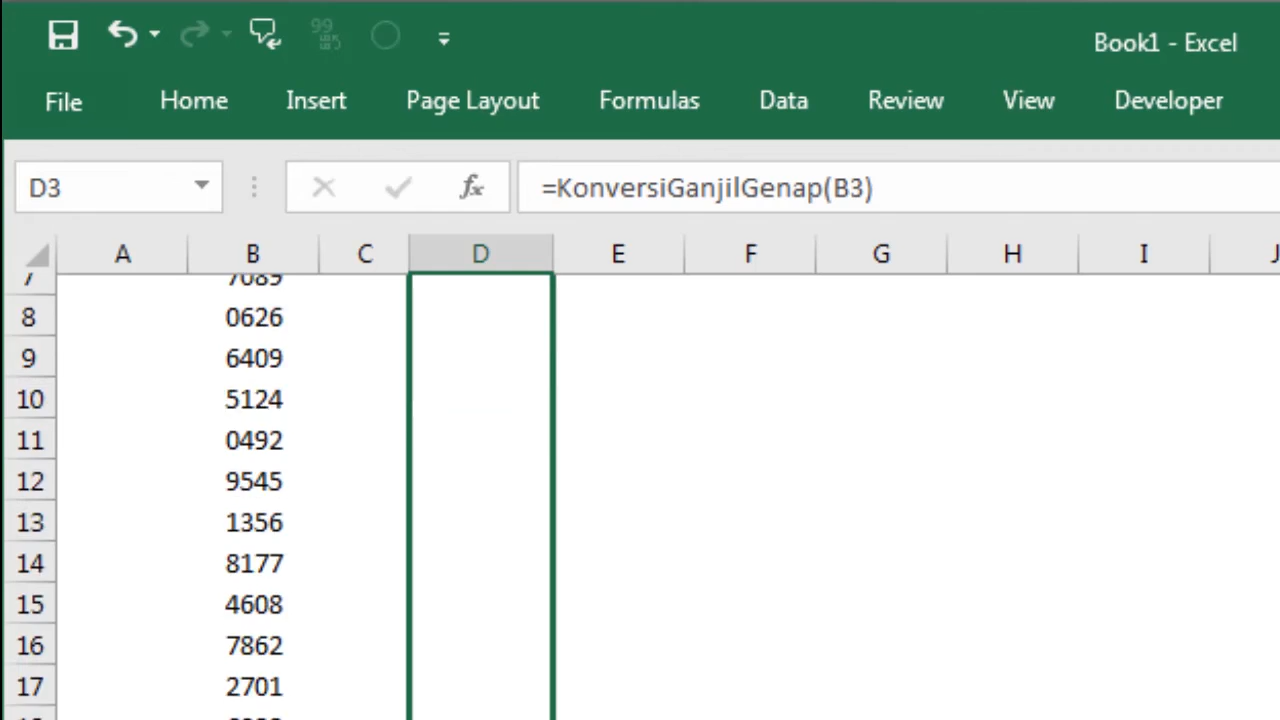 Book1 - Excel
File Home Insert Page Layout Formulas Data Review View Developer
D3 fx =KonversiGanjilGenap(B3)
A B C D E F G H I J
7 7089
8 0626
9 6409
10 5124
11 0492
12 9545
13 1356
14 8177
15 4608
16 7862
17 2701